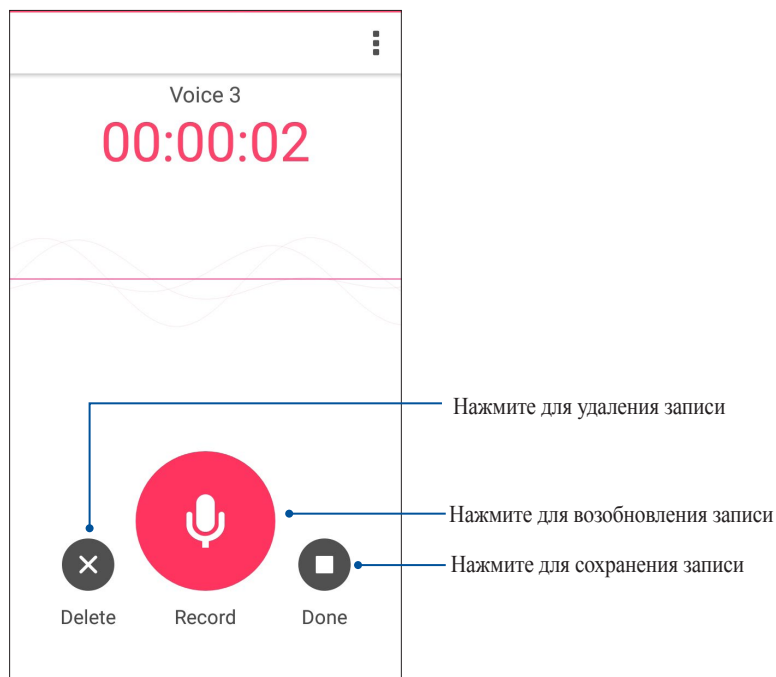 Voice 3
00:00:02
Нажмите для удаления записи
Нажмите для возобновления записи
Нажмите для сохранения записи
Delete
Record
Done